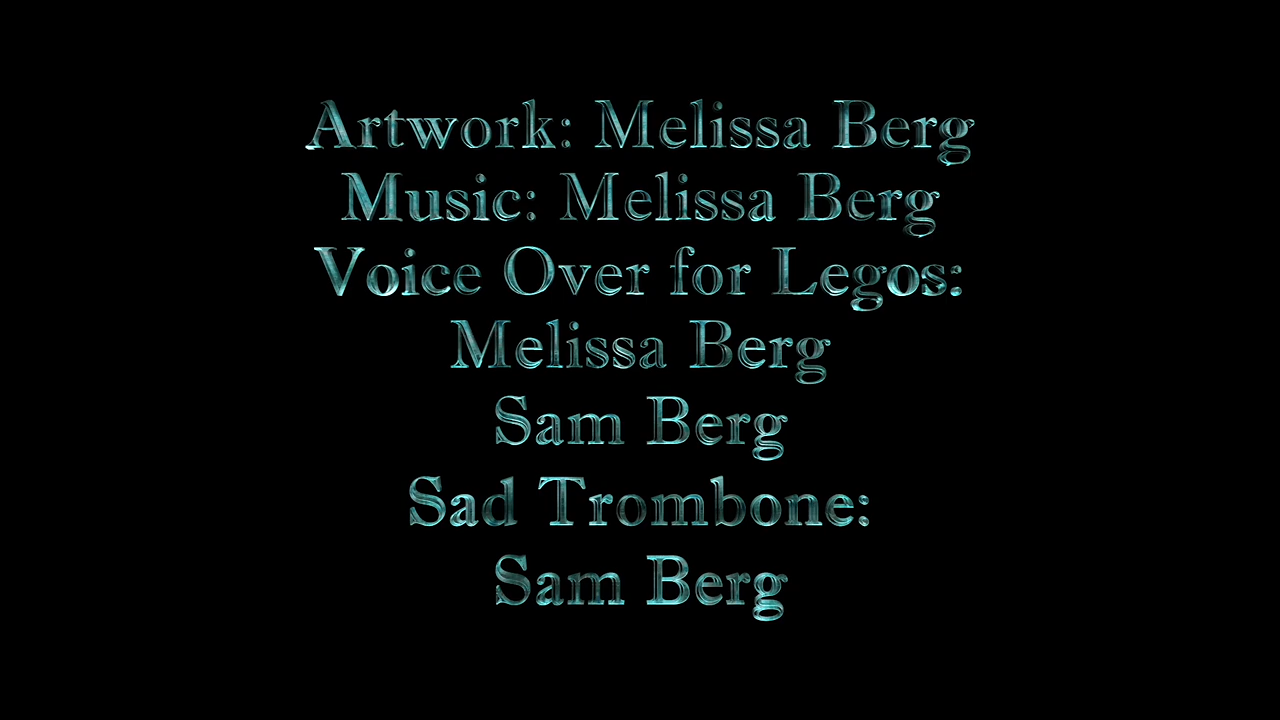 Artwork: Melissa Berg
Music: Melissa Berg
Voice Over for Legos:
Melissa Berg
Sam Berg
Sad Trombone:
Sam Berg